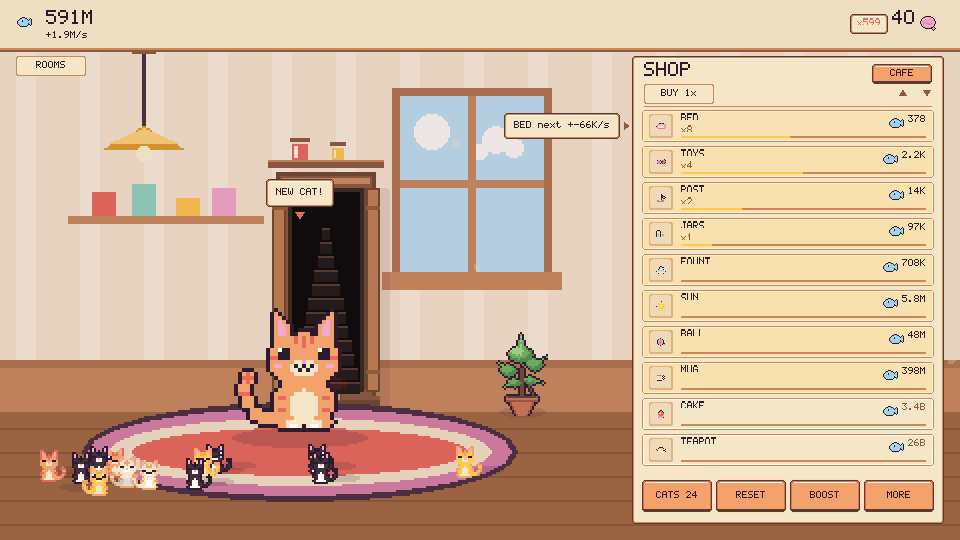 591M
+1.9M/s
x599
40
ROOMS
SHOP
CAFE
BUY 1x
BED next +-66K/s
NEW CAT!
BED
378
x8
TOYS
2.2K
x4
POST
14K
x2
JARS
97K
x1
FOUNT
708K
SUN
5.8M
BALL
48M
MUG
398M
CAKE
3.4B
TEAPOT
26B
CATS 24
RESET
BOOST
MORE